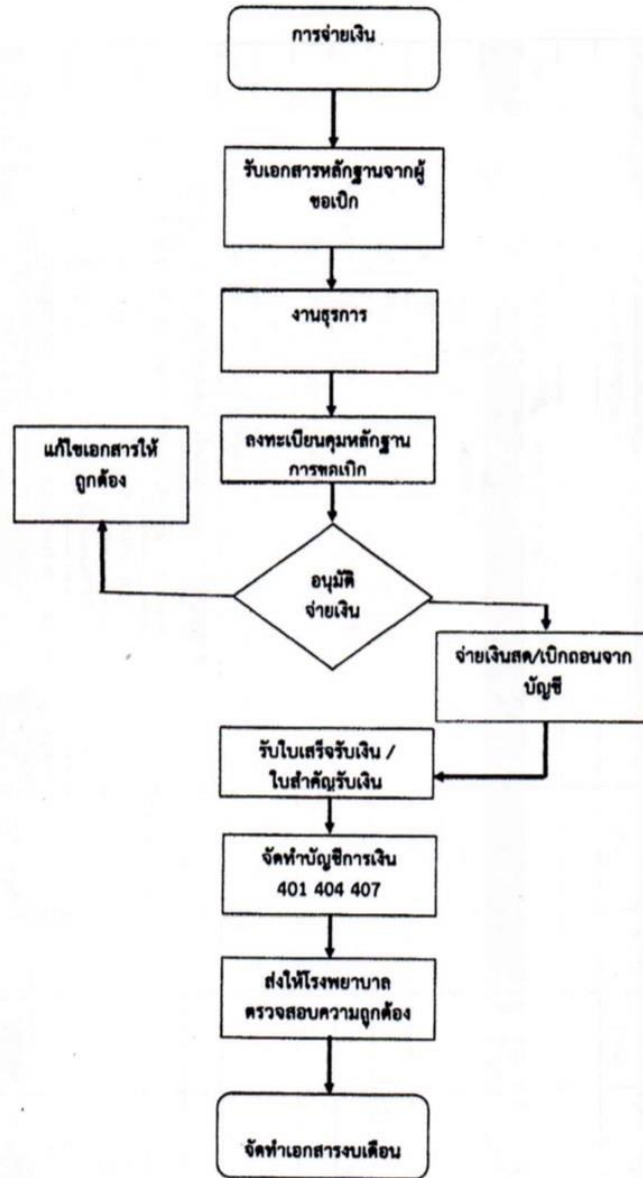 การจ่ายเงิน
รับเอกสารหลักฐานจากผู้
ขอเบิก
งานธุรการ
ลงทะเบียนคุมหลักฐาน
การขอเบิก
แก้ไขเอกสารให้
ถูกต้อง
อนุมัติ
จ่ายเงิน
จ่ายเงินสด/เบิกถอนจาก
บัญชี
รับใบเสร็จรับเงิน /
ใบสำคัญรับเงิน
จัดทำบัญชีการเงิน
401 404 407
ส่งให้โรงพยาบาล
ตรวจสอบความถูกต้อง
จัดทำเอกสารงบเดือน